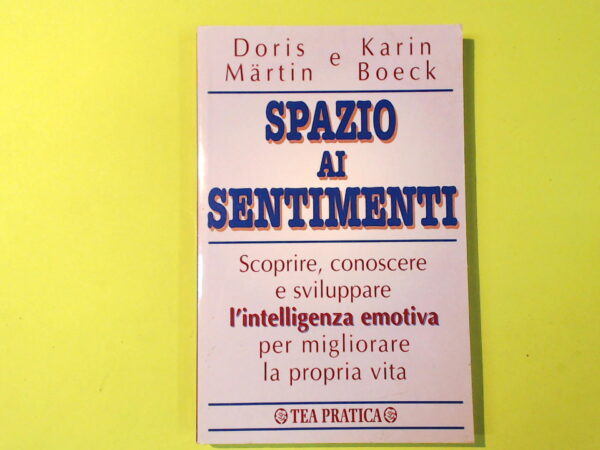 Doris e Karin
Märtin Boeck
SPAZIO
AI
SENTIMENTI
Scoprire, conoscere
e sviluppare
l'intelligenza emotiva
per migliorare
la propria vita
TEA PRATICA